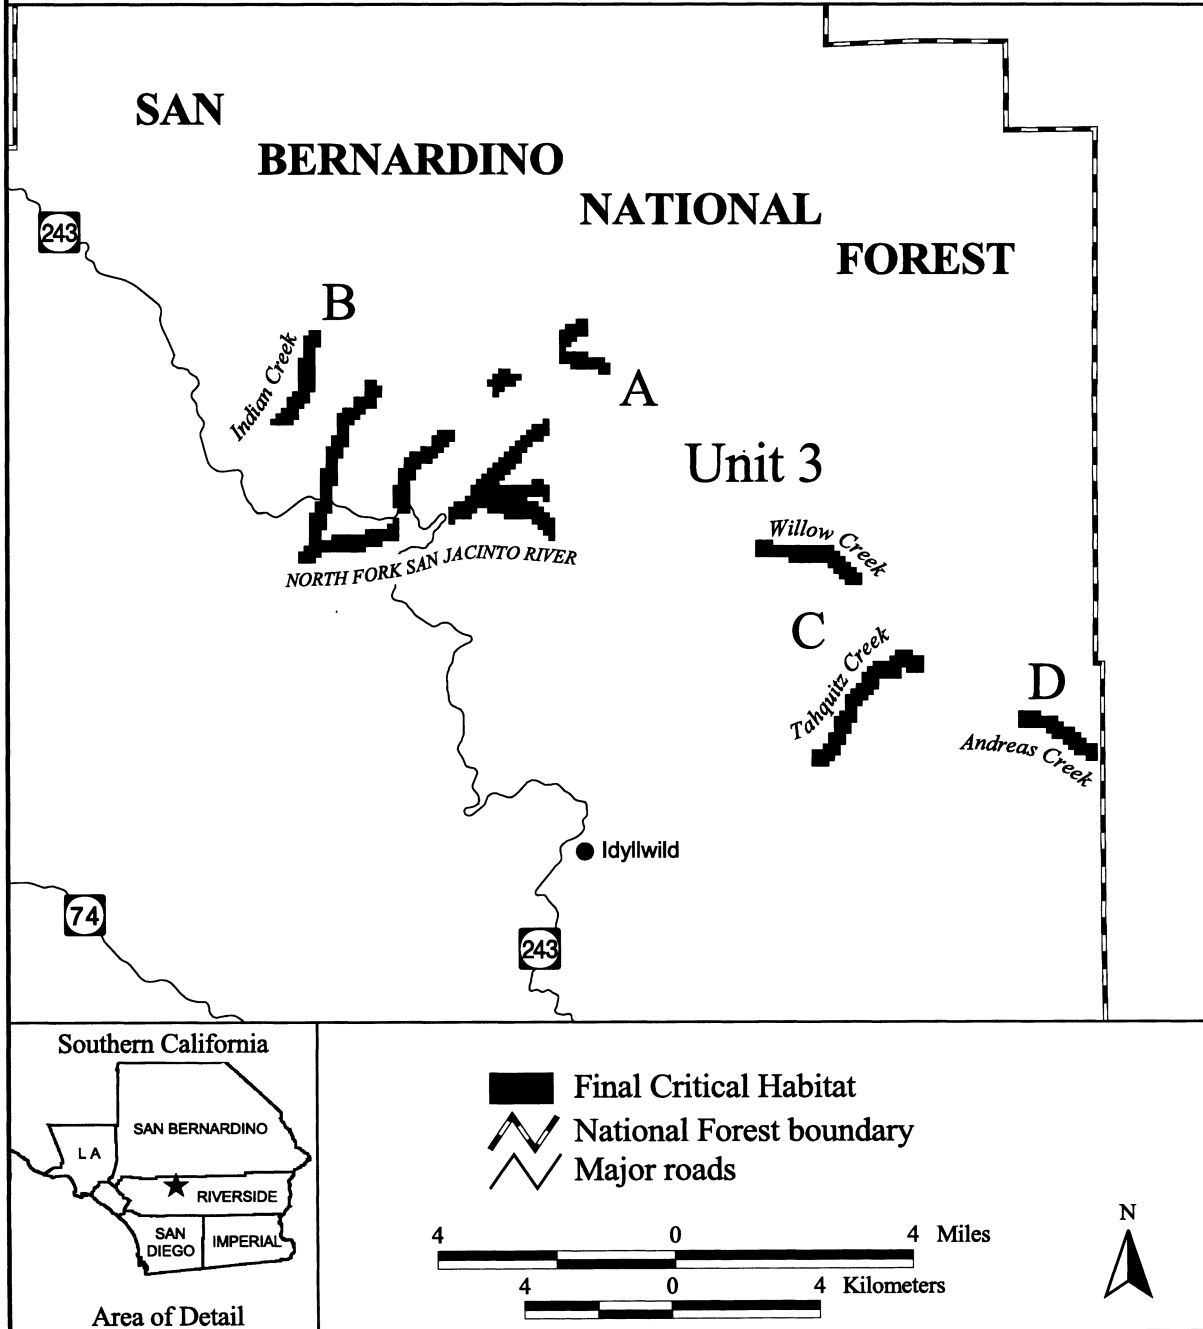 SAN
BERNARDINO
NATIONAL
FOREST
243
B
Indian Creek
A
Unit 3
Willow Creek
NORTH FORK SAN JACINTO RIVER
C
Tahquitz Creek
D
Andreas Creek
Idyllwild
74
243
Southern California
SAN BERNARDINO
L A
RIVERSIDE
SAN
DIEGO
IMPERIAL
Area of Detail
Final Critical Habitat
National Forest boundary
Major roads
4 0 4 Miles
4 0 4 Kilometers
N